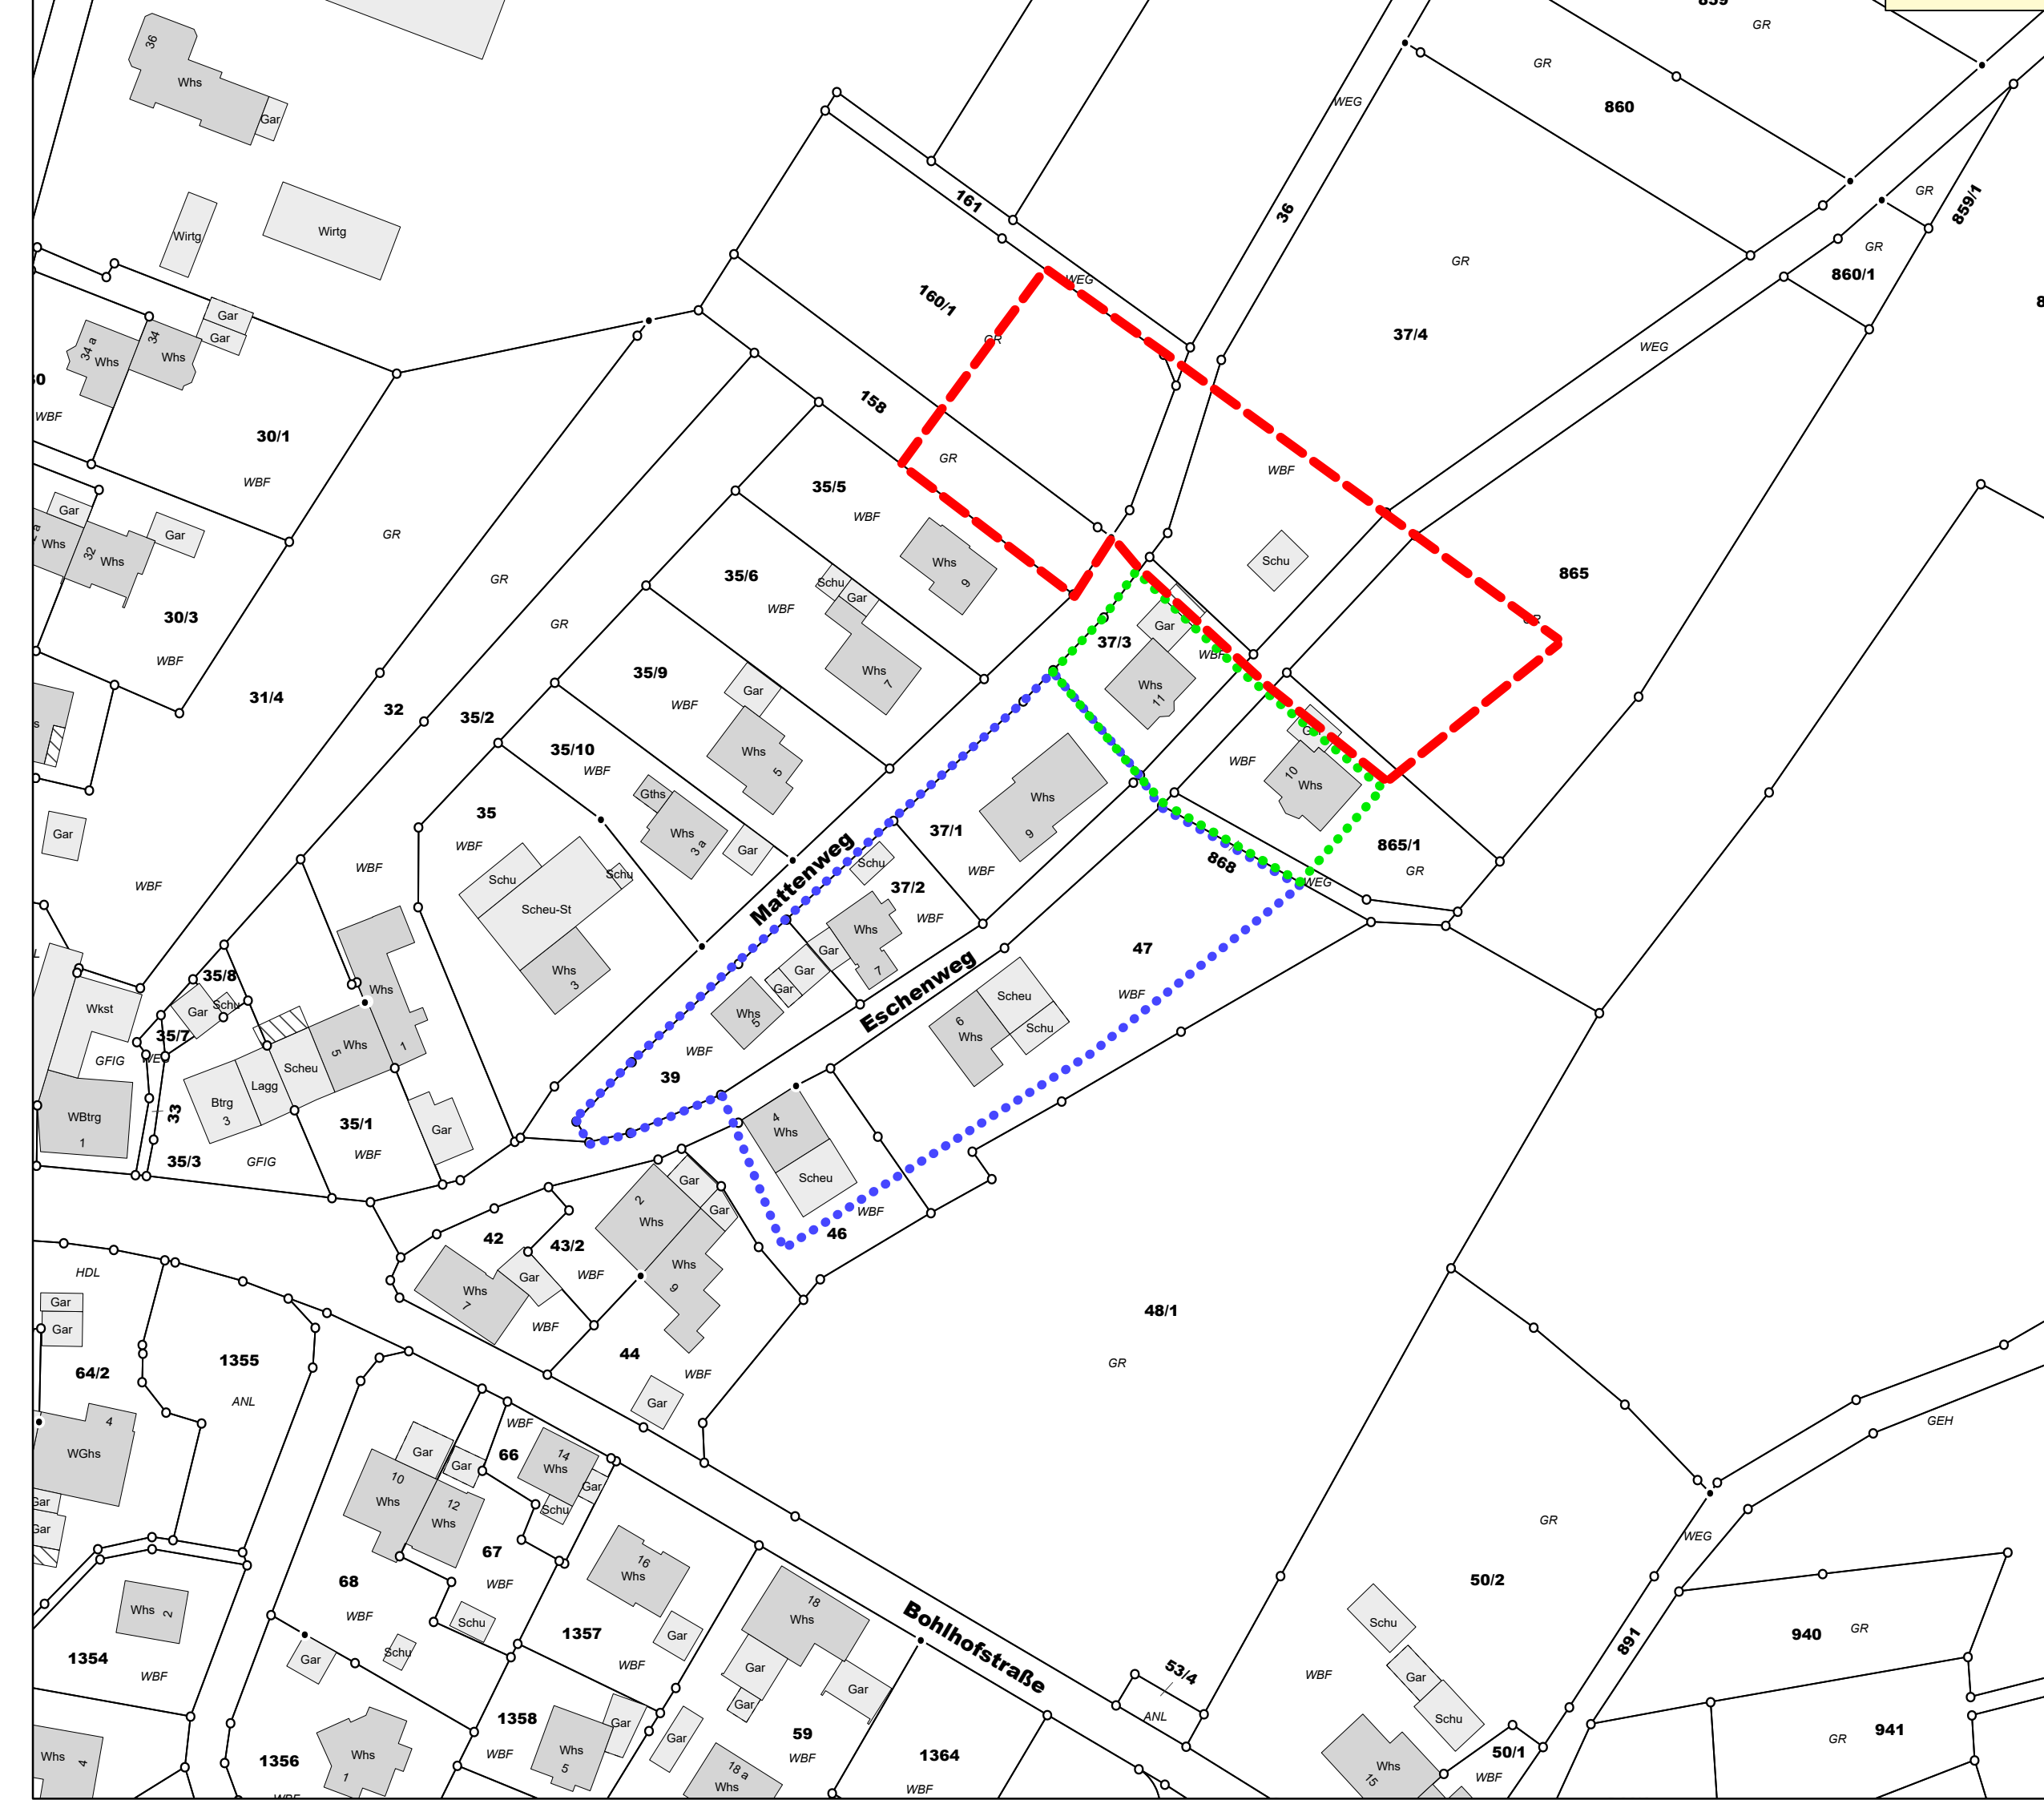 859
GR
36
Whs
GR
860
WEG
Gar
GR
859/1
161
36
Wirtg
Wirtg
GR
860/1
GR
WEG
160/1
Gar
Gar
34 a
Whs
34
Whs
GR
37/4
WEG
WBF
30/1
158
WBF
GR
WBF
35/5
WBF
Gar
Whs
32
Whs
Gar
GR
Whs
9
Schu
865
GR
35/6
WBF
Schu
Gar
30/3
WBF
GR
GR
37/3
Gar
WBF
Whs
11
35/9
WBF
Whs
7
31/4
32
35/2
Gar
35/10
WBF
Whs
5
WBF
10
Whs
Gths
Whs
3 a
Gar
Whs
9
37/1
WBF
865/1
GR
Gar
35
WBF
WBF
WBF
Mattenweg
Schu
37/2
WBF
868
WEG
Schu
Scheu-St
Schu
Whs
3
Whs
7
Gar
Gar
Gar
Whs
5
Eschenweg
47
WBF
35/8
Gar
Schu
Whs
1
Wkst
35/7
GFIG
Whs
5
Scheu
Lagg
Btrg
3
WBF
39
6
Whs
Scheu
Schu
WBtrg
1
33
35/3
GFIG
35/1
WBF
Gar
4
Whs
Scheu
WBF
46
Gar
Gar
2
Whs
Whs
9
42
43/2
WBF
Gar
Whs
7
WBF
HDL
Gar
Gar
48/1
GR
64/2
1355
ANL
44
WBF
Gar
4
WGhs
Gar
Gar
WBF
66
14
Whs
Gar
Schu
Gar
Gar
10
Whs
12
Whs
GEH
67
WBF
16
Whs
GR
WEG
50/2
68
WBF
Whs
2
Schu
Schu
Gar
1357
WBF
Gar
18
Whs
Gar
Gar
Gar
Bohlhofstraße
Schu
Gar
Schu
WBF
891
940
GR
1354
WBF
53/4
ANL
1358
WBF
Gar
Whs
5
Gar
59
WBF
1364
WBF
18 a
Whs
941
GR
50/1
WBF
Whs
15
Whs
4
1356
Whs
1
WBF